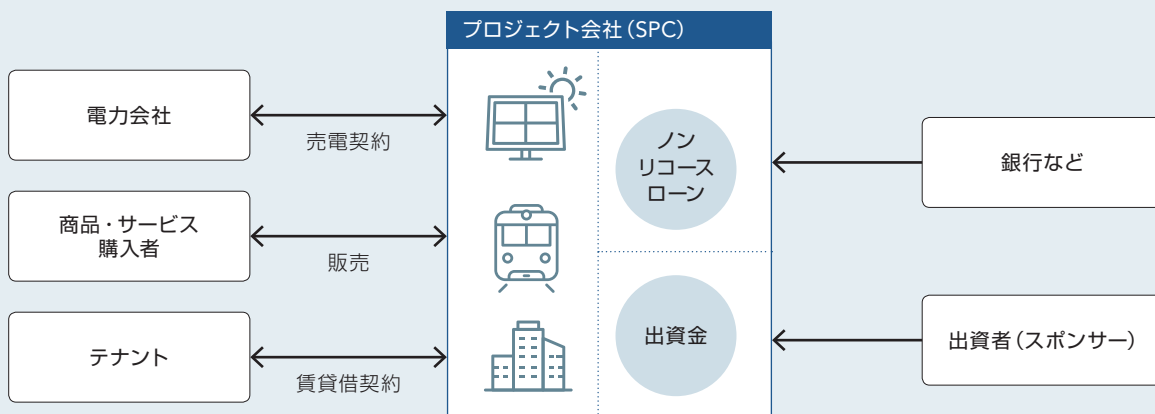 プロジェクト会社（SPC）
電力会社
売電契約
商品・サービス
購入者
販売
テナント
賃貸借契約
ノン
リコース
ローン
出資金
銀行など
出資者（スポンサー）